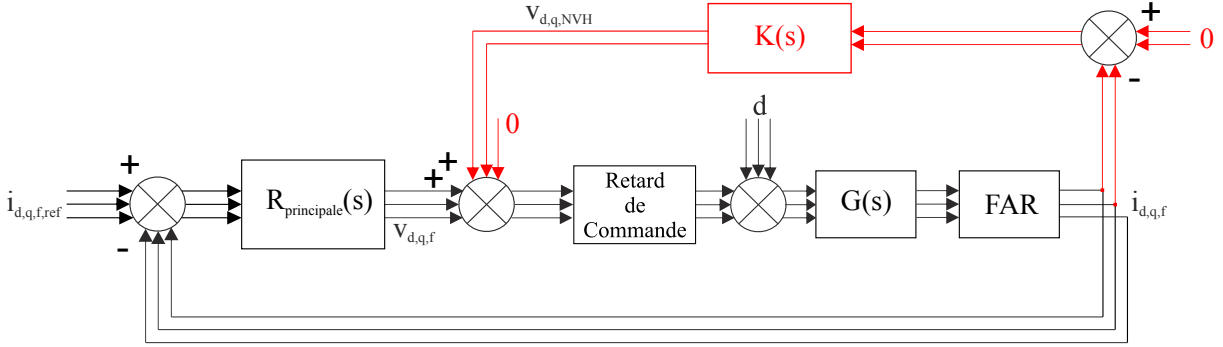 v_d,q,NVH
K(s)
+
0
-
0
d
+
+
+
i_d,q,f,ref
R_principale(s)
Retard
de
Commande
G(s)
FAR
i_d,q,f
-
v_d,q,f